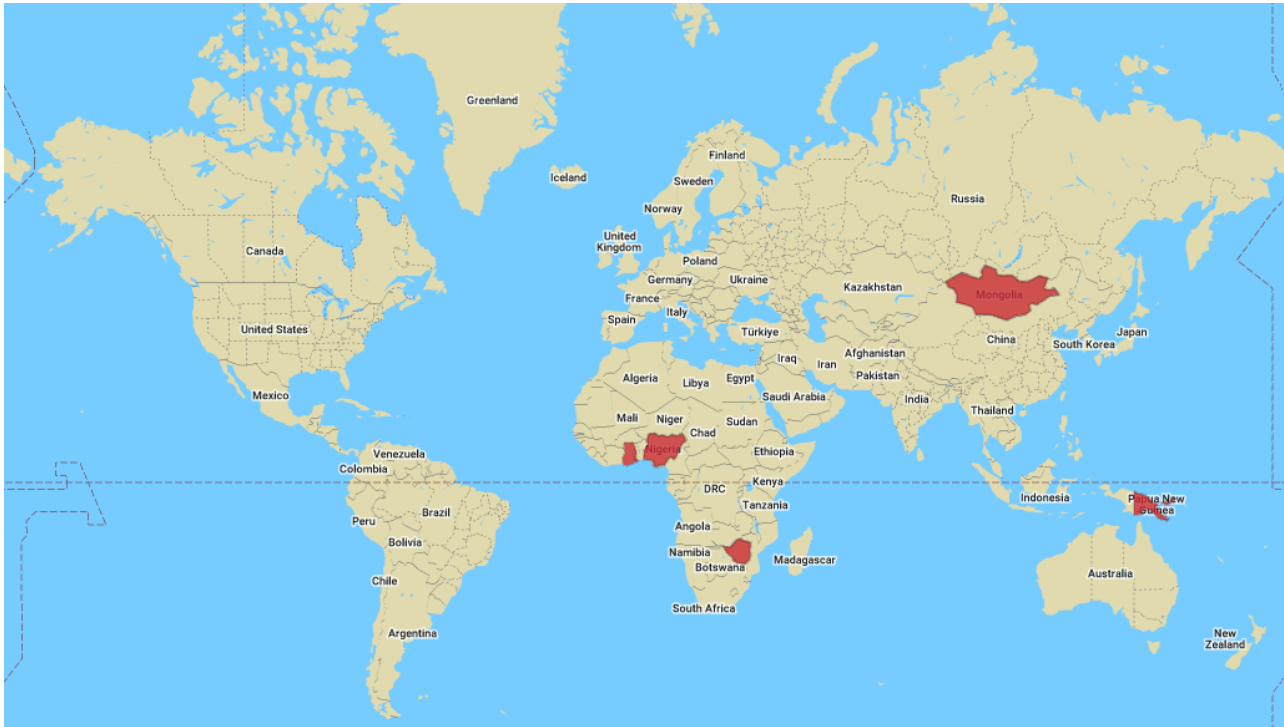 Greenland
Finland
Iceland
Sweden
Russia
Norway
United
Kingdom
Canada
Poland
Germany
Ukraine
Kazakhstan
Mongolia
France
Italy
Spain
United States
Türkiye
Japan
China
South Korea
Iraq
Iran
Afghanistan
Algeria
Libya
Egypt
Pakistan
Mexico
Saudi Arabia
India
Thailand
Mali
Niger
Sudan
Chad
Nigeria
Ethiopia
Venezuela
Colombia
DRC
Kenya
Indonesia
Papua New
Guinea
Tanzania
Brazil
Peru
Angola
Bolivia
Namibia
Botswana
Madagascar
Australia
Chile
South Africa
Argentina
New
Zealand